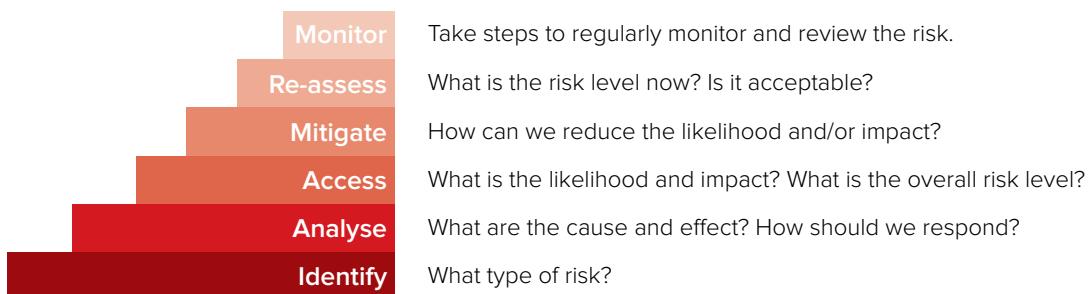 Monitor Take steps to regularly monitor and review the risk.
Re-assess What is the risk level now? Is it acceptable?
Mitigate How can we reduce the likelihood and/or impact?
Access What is the likelihood and impact? What is the overall risk level?
Analyse What are the cause and effect? How should we respond?
Identify What type of risk?